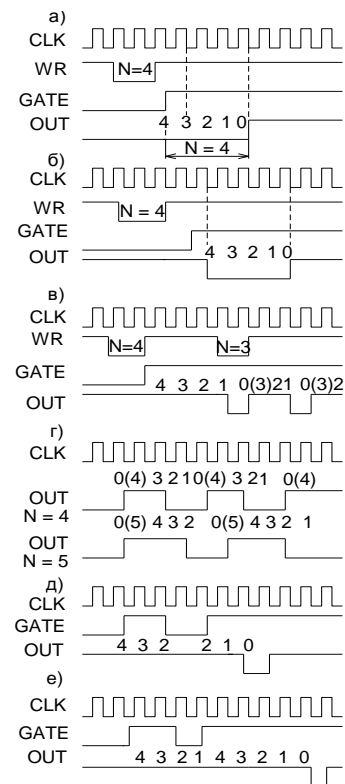 а)
CLK
WR N=4
GATE
OUT 4 3 2 1 0
N = 4
б)
CLK
WR N = 4
GATE
OUT 4 3 2 1 0
в)
CLK
WR N=4 N=3
GATE
OUT 4 3 2 1 0(3)21 0(3)2
г)
CLK
0(4) 3 2 1 0(4) 3 2 1 0(4)
OUT
N = 4
0(5) 4 3 2 0(5) 4 3 2 1
OUT
N = 5
д)
CLK
GATE
OUT 4 3 2 2 1 0
е)
CLK
GATE
OUT 4 3 2 1 4 3 2 1 0